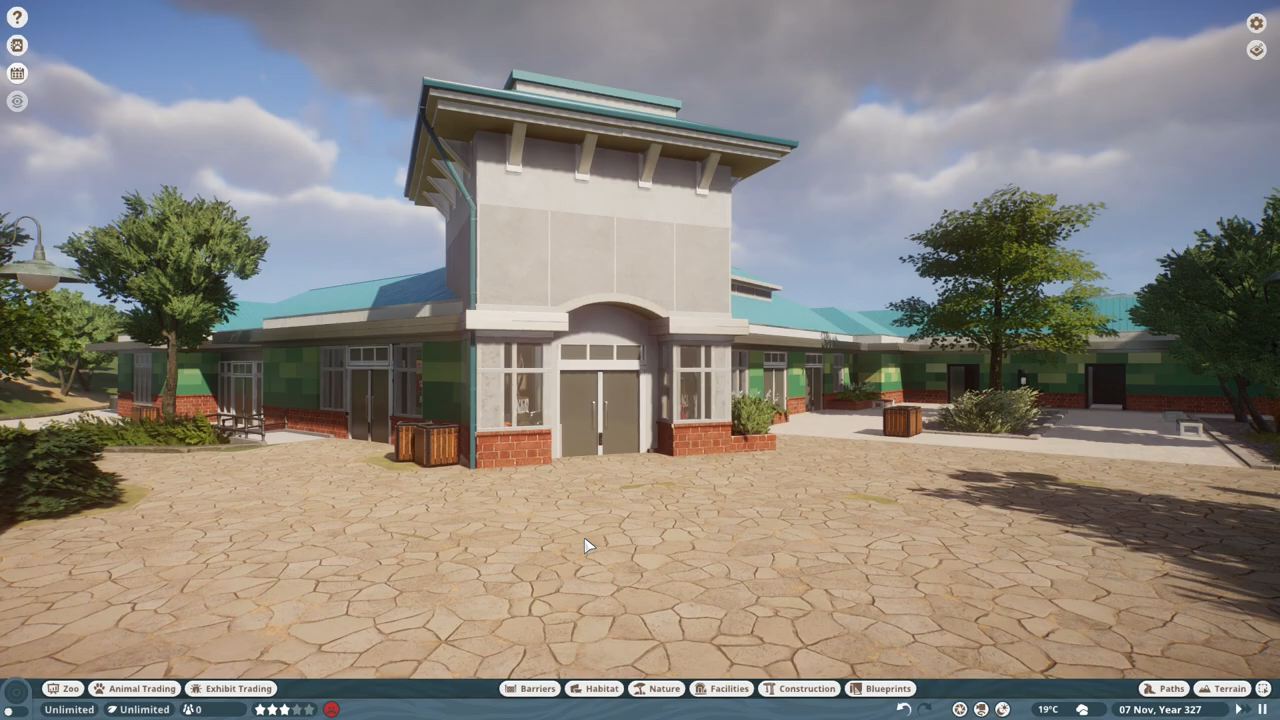 ?
Zoo Animal Trading Exhibit Trading Barriers Habitat Nature Facilities Construction Blueprints Paths Terrain
Unlimited Unlimited 0 19°C 07 Nov, Year 327